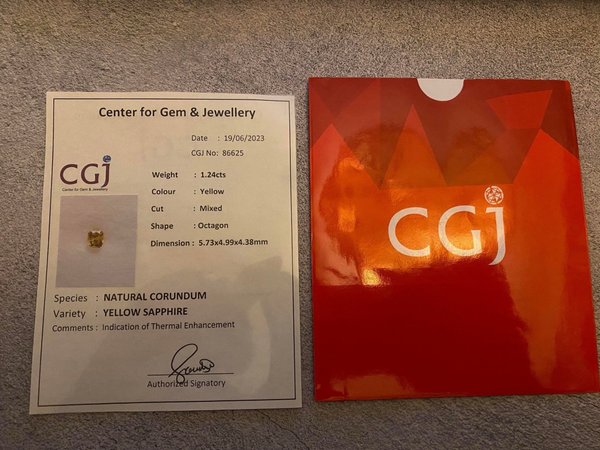 Center for Gem & Jewellery
Date : 19/06/2023
CGJ No: 86625
CGJ
Center for Gem & Jewellery
Weight : 1.24cts
Colour : Yellow
Cut : Mixed
Shape : Octagon
Dimension : 5.73x4.99x4.38mm
Species : NATURAL CORUNDUM
Variety : YELLOW SAPPHIRE
Comments : Indication of Thermal Enhancement
Authorized Signatory
CGJ